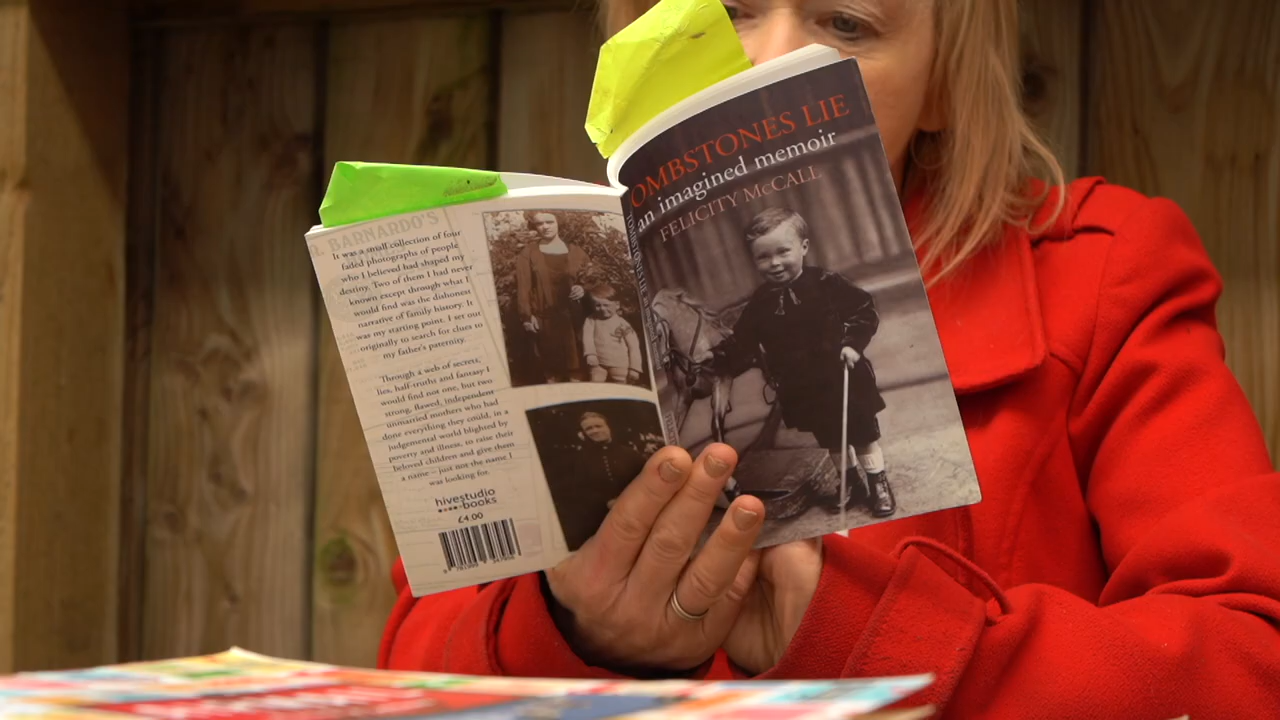 R. BARNARDO'S
It was a small collection of four
faded photographs of people
who I believed had shaped my
destiny. Two of them I had never
known except through what I
would find was the dishonest
narrative of family history. It
was my starting point. I set out
originally to search for clues to
my father's paternity.
Through a web of secrets,
lies, half-truths and fantasy I
would find not one, but two
strong, flawed, independent
unmarried mothers who had
done everything they could, in a
judgemental world blighted by
poverty and illness, to raise their
beloved children and give them
a name – just not the name I
was looking for.
hivestudio
books
£4.00
OMBSTONES LIE
an imagined memoir
FELICITY McCALL